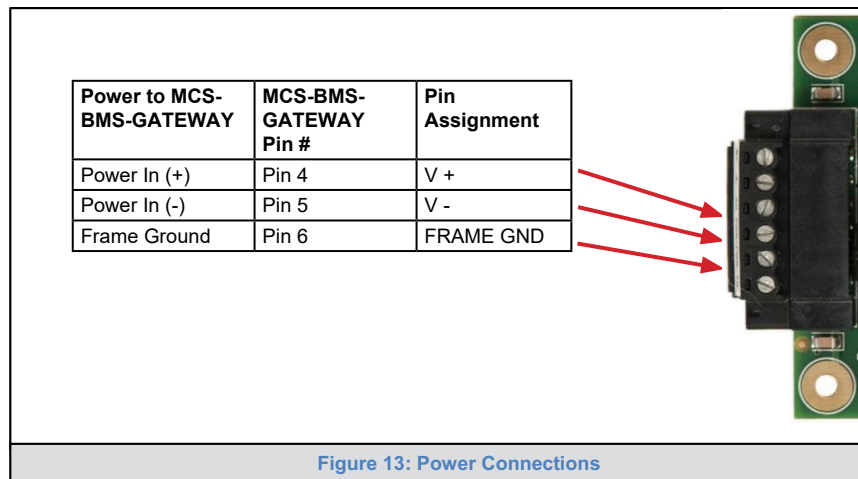 Power to MCS-
BMS-GATEWAY
MCS-BMS-
GATEWAY
Pin #
Pin
Assignment
Power In (+)
Pin 4
V +
Power In (-)
Pin 5
V -
Frame Ground
Pin 6
FRAME GND
Figure 13: Power Connections